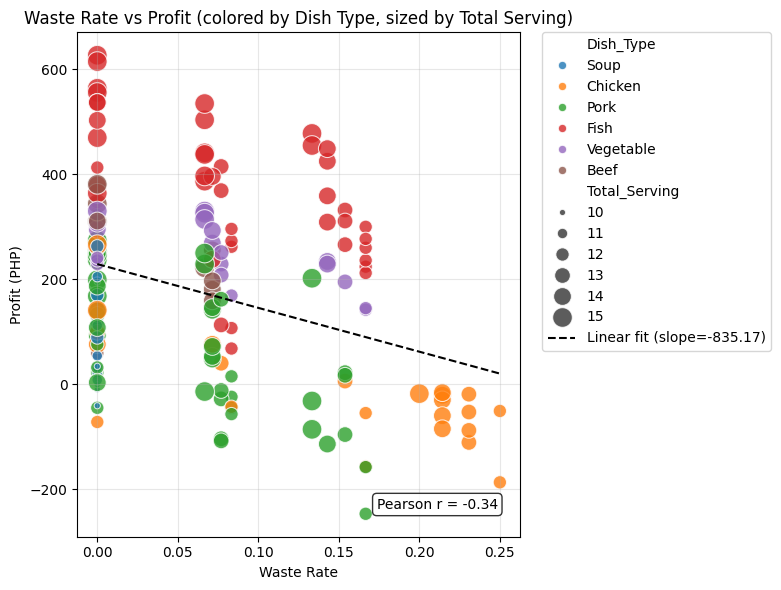 Waste Rate vs Profit (colored by Dish Type, sized by Total Serving)
600
400
200
0
−200
Profit (PHP)
0.00 0.05 0.10 0.15 0.20 0.25
Waste Rate
Pearson r = -0.34
Dish_Type
Soup
Chicken
Pork
Fish
Vegetable
Beef
Total_Serving
10
11
12
13
14
15
Linear fit (slope=-835.17)